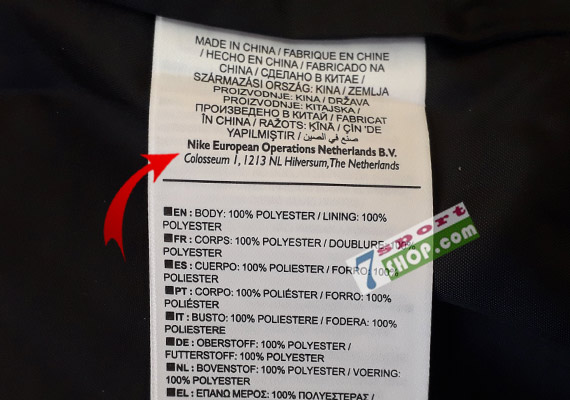 MADE IN CHINA / FABRIQUE EN CHINE
/ HECHO EN CHINA / FABRICADO NA
CHINA / СДЕЛАНО В КИТАЕ /
SZÁRMAZÁSI ORSZÁG: KINA / ZEMLJA
PROIZVODNJE: KINA / DRŽAVA
PROIZVODNJE: KITAJSKA /
ПРОИЗВЕДЕНО В КИТАЙ / FABRICAT
ÎN CHINA / RAŽOTS: ĶĪNĀ / ÇİN 'DE
YAPILMIŞTIR / صنع في الصين
Nike European Operations Netherlands B.V.
Colosseum 1, 1213 NL Hilversum,The Netherlands
EN : BODY: 100% POLYESTER / LINING: 100%
POLYESTER
FR : CORPS: 100% POLYESTER / DOUBLURE: 100%
POLYESTER
ES : CUERPO: 100% POLIESTER / FORRO: 100%
POLIESTER
PT : CORPO: 100% POLIÉSTER / FORRO: 100%
POLIÉSTER
IT : BUSTO: 100% POLIESTERE / FODERA: 100%
POLIESTERE
DE : OBERSTOFF: 100% POLYESTER /
FUTTERSTOFF: 100% POLYESTER
NL : BOVENSTOF: 100% POLYESTER / VOERING:
100% POLYESTER
EL : ΕΠΑΝΩ ΜΕΡΟΣ: 100% ΠΟΛΥΕΣΤΕΡΑΣ /
7sport
SHOP.com